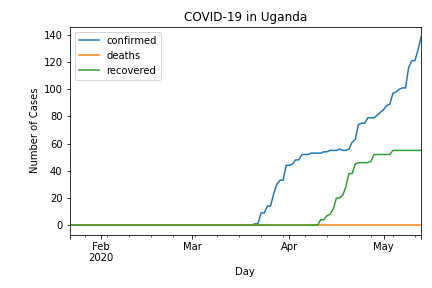 COVID-19 in Uganda
140
120
100
80
60
40
20
0
Number of Cases
confirmed
deaths
recovered
Feb
2020
Mar
Apr
May
Day